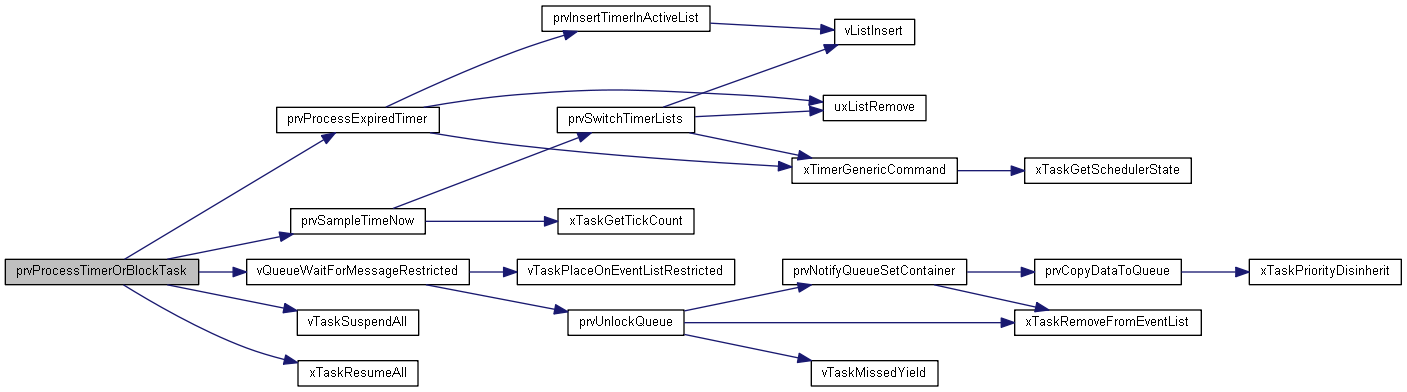 prvInsertTimerInActiveList
vListInsert
prvProcessExpiredTimer
prvSwitchTimerLists
uxListRemove
xTimerGenericCommand
xTaskGetSchedulerState
prvSampleTimeNow
xTaskGetTickCount
prvProcessTimerOrBlockTask
vQueueWaitForMessageRestricted
vTaskPlaceOnEventListRestricted
prvNotifyQueueSetContainer
prvCopyDataToQueue
xTaskPriorityDisinherit
vTaskSuspendAll
prvUnlockQueue
xTaskRemoveFromEventList
xTaskResumeAll
vTaskMissedYield